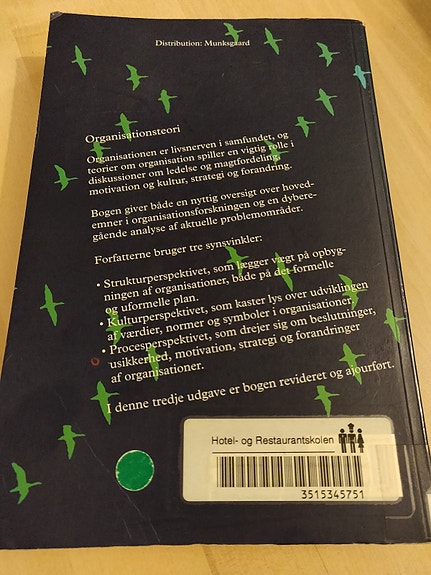 Distribution: Munksgaard
Organisationsteori
Organisationen er livsnerven i samfundet, og
teorier om organisation spiller en vigtig rolle i
diskussioner om ledelse og magtfordeling,
motivation og kultur, strategi og forandring.
Bogen giver både en nyttig oversigt over hoved-
emner i organisationsforskningen og en dybere-
gående analyse af aktuelle problemområder.
Forfatterne bruger tre synsvinkler:
• Strukturperspektivet, som lægger vægt på opbyg-
ningen af organisationer, både på det formelle
og uformelle plan.
• Kulturperspektivet, som kaster lys over udviklingen
af værdier, normer og symboler i organisationer.
• Procesperspektivet, som drejer sig om beslutninger,
usikkerhed, motivation, strategi og forandringer
af organisationer.
I denne tredje udgave er bogen revideret og ajourført.
Hotel- og Restaurantskolen
3515345751